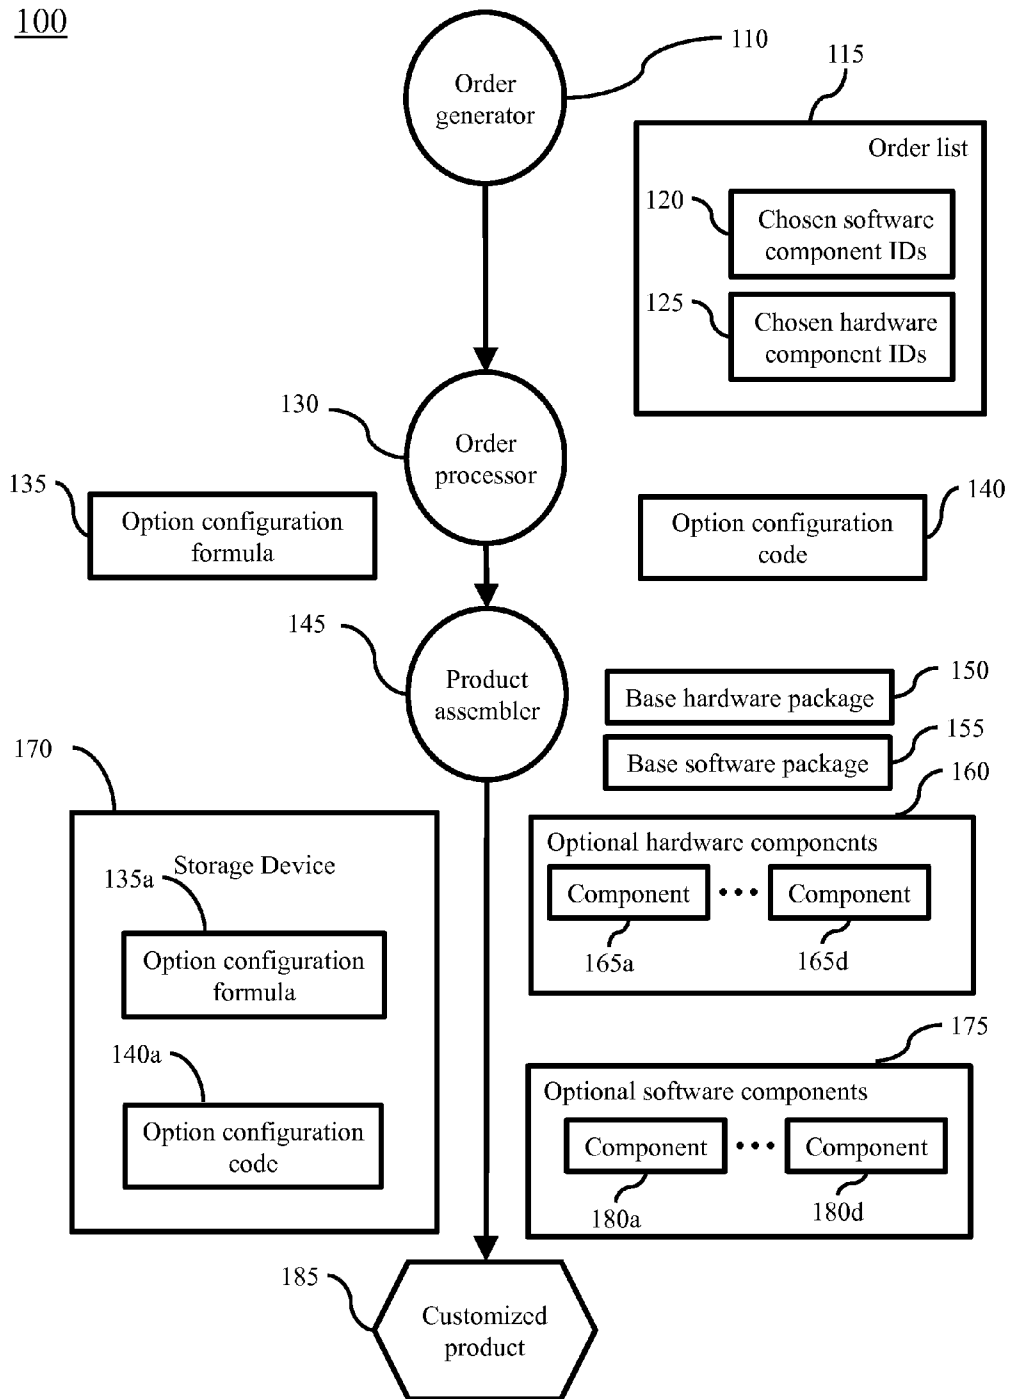 100
110
Order
generator
115
Order list
120
Chosen software
component IDs
125
Chosen hardware
component IDs
130
Order
processor
135
Option configuration
formula
140
Option configuration
code
145
Product
assembler
150
Base hardware package
155
Base software package
160
Optional hardware components
Component ••• Component
165a
165d
170
Storage Device
135a
Option configuration
formula
140a
Option configuration
code
175
Optional software components
Component ••• Component
180a
180d
185
Customized
product